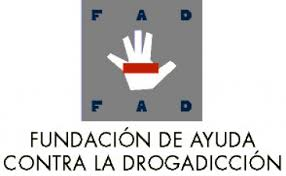 F A D
F A D
FUNDACIÓN DE AYUDA
CONTRA LA DROGADICCIÓN